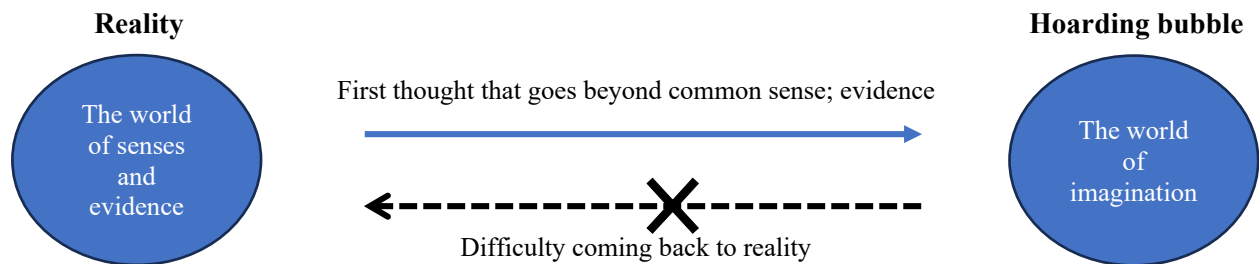 Reality
Hoarding bubble
The world
of senses
and
evidence
First thought that goes beyond common sense; evidence
The world
of
imagination
Difficulty coming back to reality